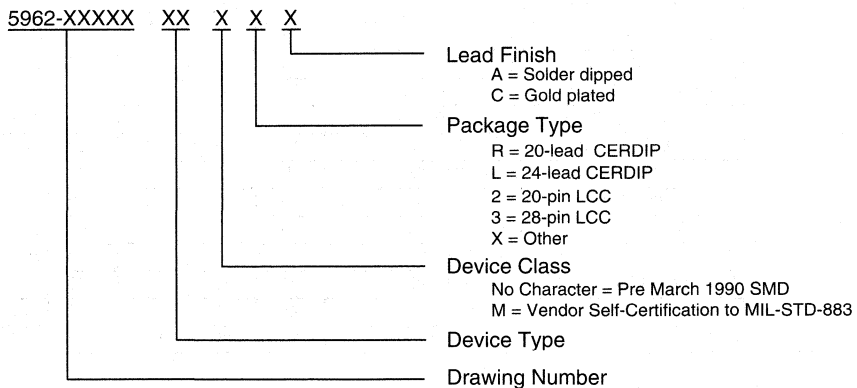 5962-XXXXX XX X X X
Lead Finish
A = Solder dipped
C = Gold plated
Package Type
R = 20-lead CERDIP
L = 24-lead CERDIP
2 = 20-pin LCC
3 = 28-pin LCC
X = Other
Device Class
No Character = Pre March 1990 SMD
M = Vendor Self-Certification to MIL-STD-883
Device Type
Drawing Number